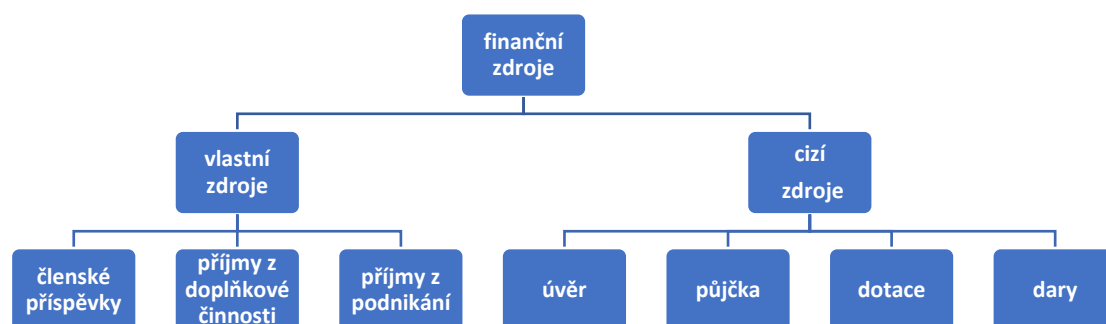 finanční
zdroje
vlastní
zdroje
cizí
zdroje
členské
příspěvky
příjmy z
doplňkové
činnosti
příjmy z
podnikání
úvěr
půjčka
dotace
dary